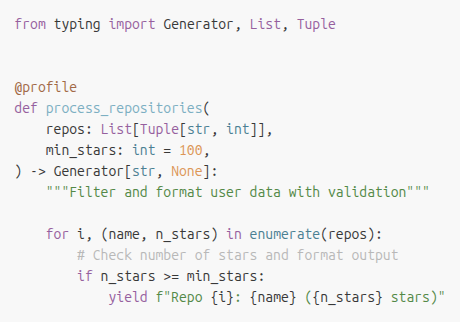 from typing import Generator, List, Tuple


@profile
def process_repositories(
    repos: List[Tuple[str, int]],
    min_stars: int = 100,
) -> Generator[str, None]:
    """Filter and format user data with validation"""

    for i, (name, n_stars) in enumerate(repos):
        # Check number of stars and format output
        if n_stars >= min_stars:
            yield f"Repo {i}: {name} ({n_stars} stars)"